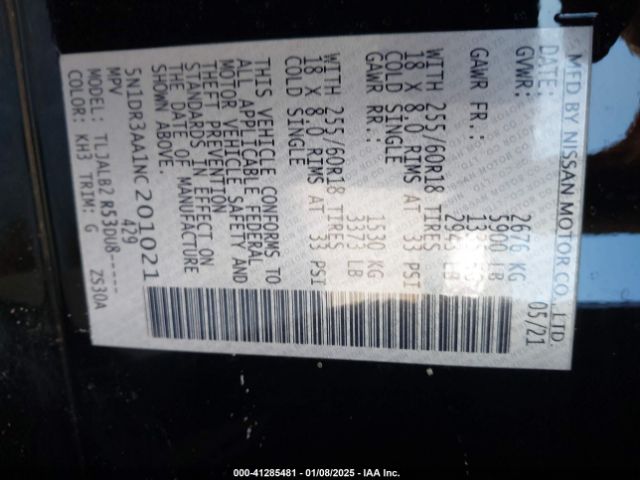 MFD BY NISSAN MOTOR CO., LTD.
DATE: 05/21
GVWR: 2676 KG
5900 LB
GAWR FR.:
WITH 255/60R18 TIRES
18 X 8.0 RIMS AT 33 PSI
COLD SINGLE
GAWR RR.: 1530 KG
3375 LB
WITH 255/60R18 TIRES
18 X 8.0 RIMS AT 33 PSI
COLD SINGLE
THIS VEHICLE CONFORMS TO
ALL APPLICABLE FEDERAL
MOTOR VEHICLE SAFETY AND
THEFT PREVENTION
STANDARDS IN EFFECT ON
THE DATE OF MANUFACTURE
SHOWN ABOVE.
5N1DR3AA1NC201021
MPV 429
MODEL: TLJALB2 R53DU8-----
COLOR: KH3 TRIM: G ZS30A
000-41285481 - 01/08/2025 - IAA Inc.